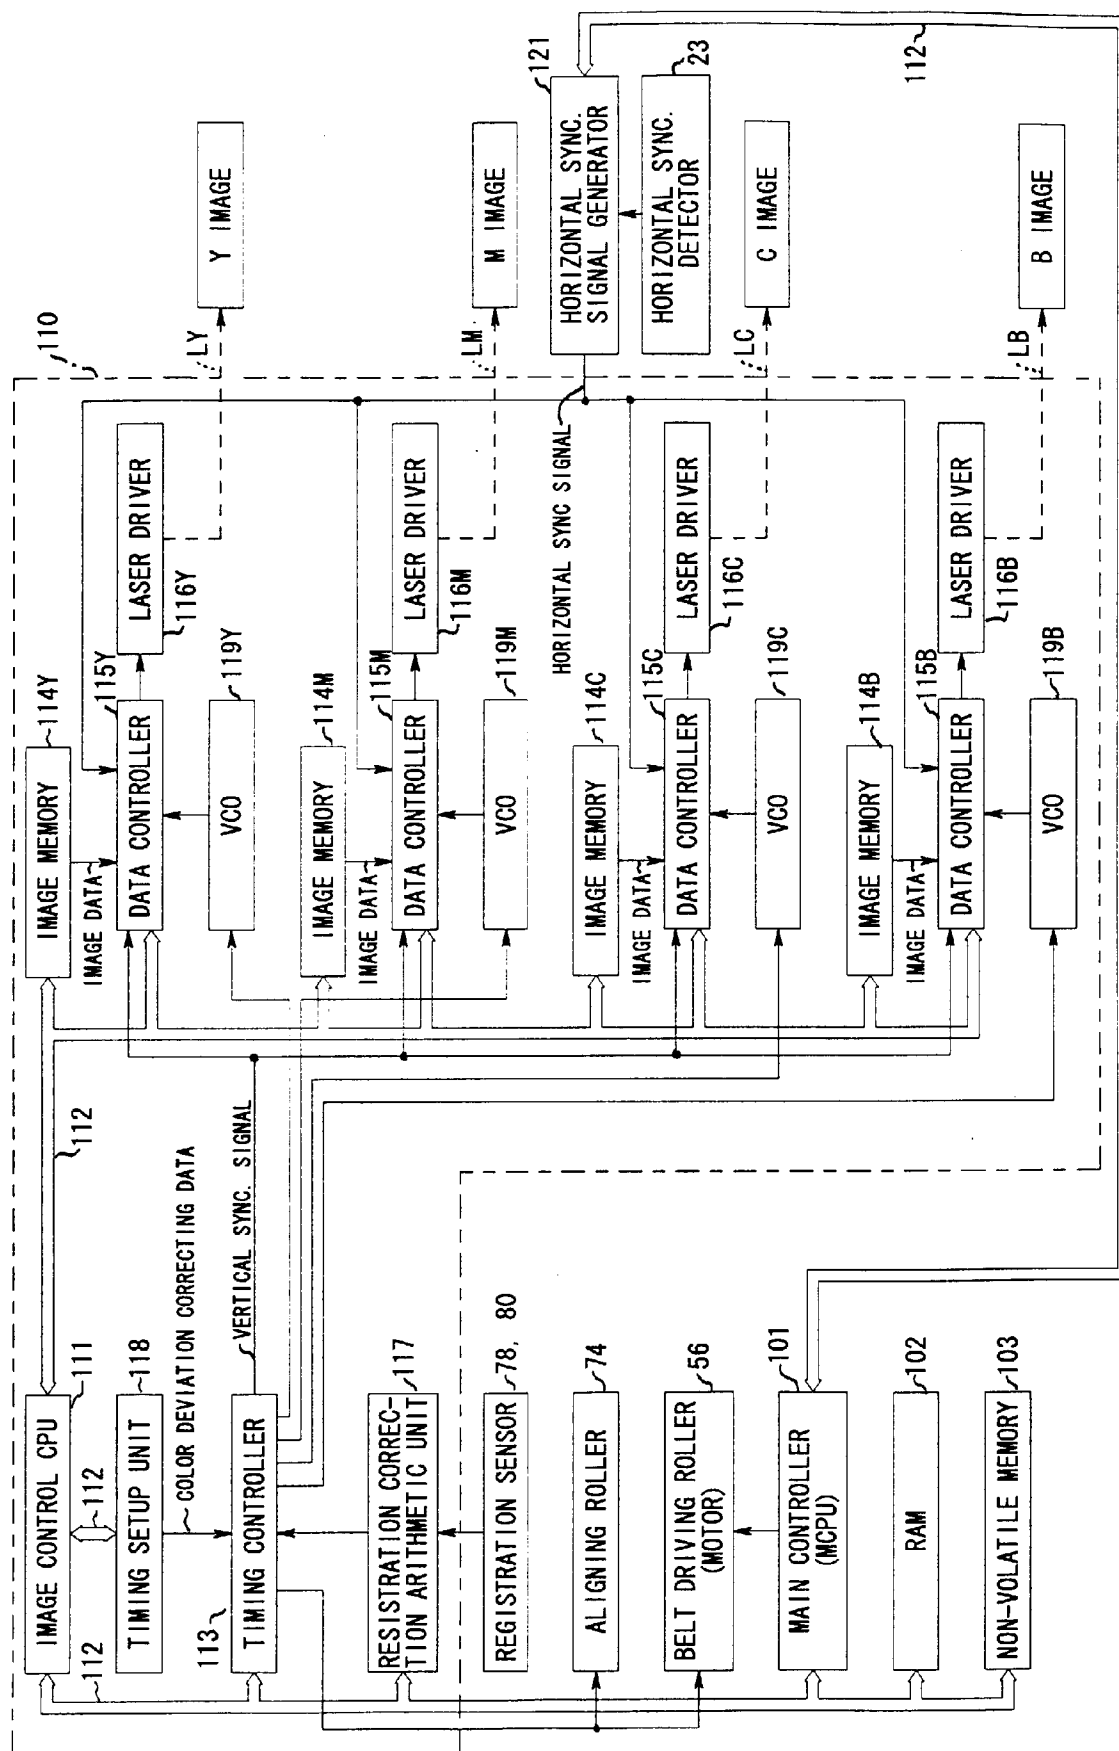 110
IMAGE CONTROL CPU
111
112
112
112
TIMING SETUP UNIT
118
COLOR DEVIATION CORRECTING DATA
113
TIMING CONTROLLER
VERTICAL SYNC. SIGNAL
RESISTRATION CORREC-
TION ARITHMETIC UNIT
117
REGISTRATION SENSOR
78, 80
ALIGNING ROLLER
74
BELT DRIVING ROLLER
(MOTOR)
56
MAIN CONTROLLER
(MCPU)
101
RAM
102
NON-VOLATILE MEMORY
103
IMAGE MEMORY
114Y
IMAGE DATA
DATA CONTROLLER
115Y
LASER DRIVER
116Y
VCO
119Y
LY
Y IMAGE
IMAGE MEMORY
114M
IMAGE DATA
DATA CONTROLLER
115M
LASER DRIVER
116M
VCO
119M
LM
M IMAGE
HORIZONTAL SYNC SIGNAL
HORIZONTAL SYNC.
SIGNAL GENERATOR
121
HORIZONTAL SYNC.
DETECTOR
23
IMAGE MEMORY
114C
IMAGE DATA
DATA CONTROLLER
115C
LASER DRIVER
116C
VCO
119C
LC
C IMAGE
IMAGE MEMORY
114B
IMAGE DATA
DATA CONTROLLER
115B
LASER DRIVER
116B
VCO
119B
LB
B IMAGE
112